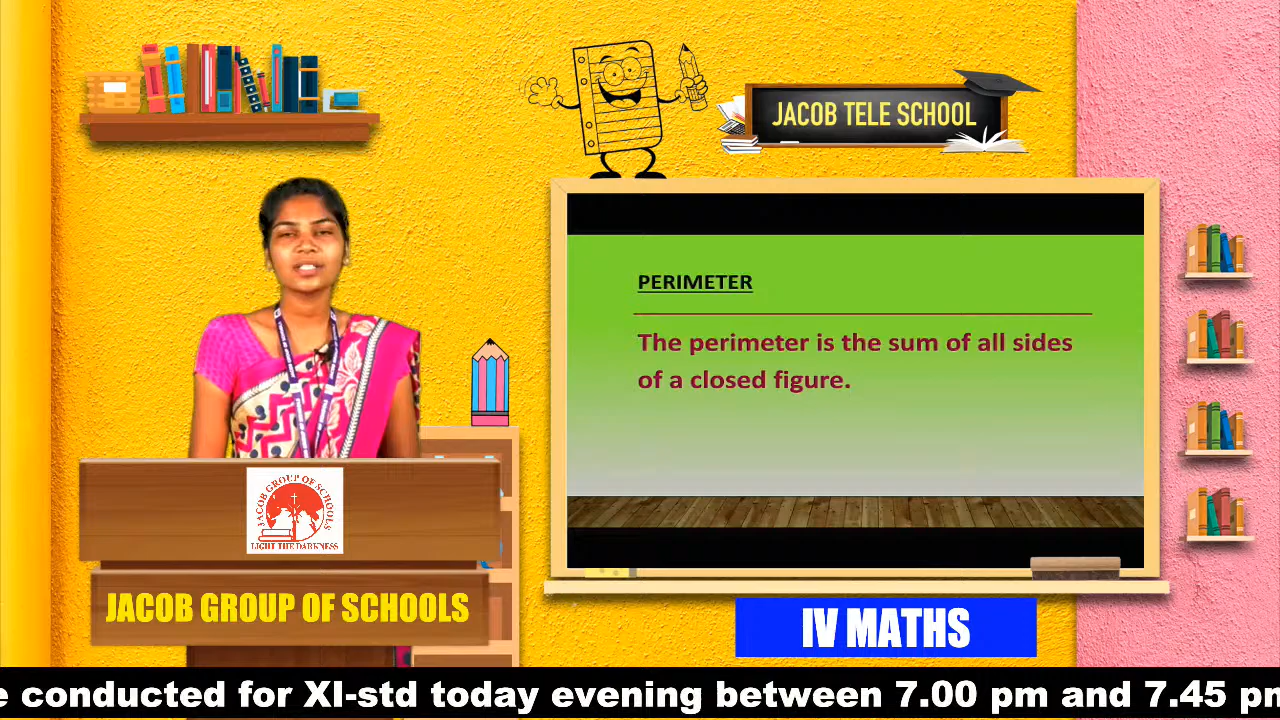 JACOB TELE SCHOOL
PERIMETER
The perimeter is the sum of all sides
of a closed figure.
JACOB GROUP OF SCHOOLS
LIGHT THE DARKNESS
JACOB GROUP OF SCHOOLS
IV MATHS
e conducted for XI-std today evening between 7.00 pm and 7.45 pm